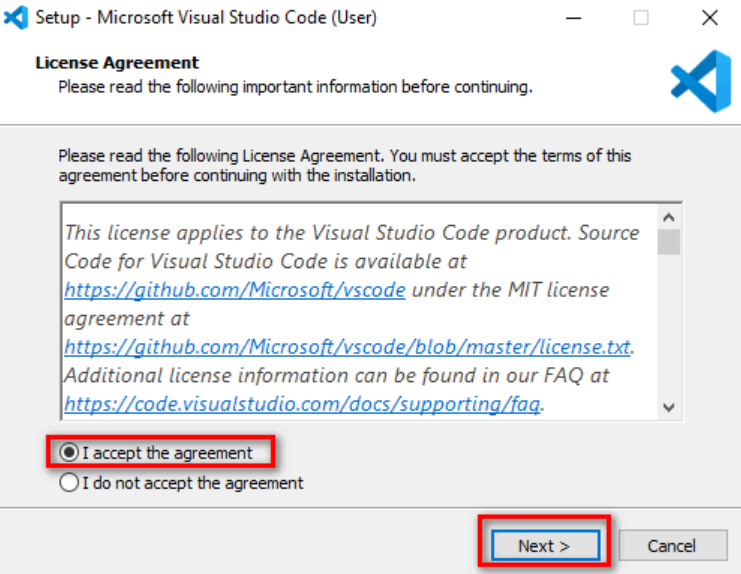 Setup - Microsoft Visual Studio Code (User)
License Agreement
Please read the following important information before continuing.
Please read the following License Agreement. You must accept the terms of this
agreement before continuing with the installation.
This license applies to the Visual Studio Code product. Source
Code for Visual Studio Code is available at
https://github.com/Microsoft/vscode under the MIT license
agreement at
https://github.com/Microsoft/vscode/blob/master/license.txt.
Additional license information can be found in our FAQ at
https://code.visualstudio.com/docs/supporting/faq.
I accept the agreement
I do not accept the agreement
Next >
Cancel